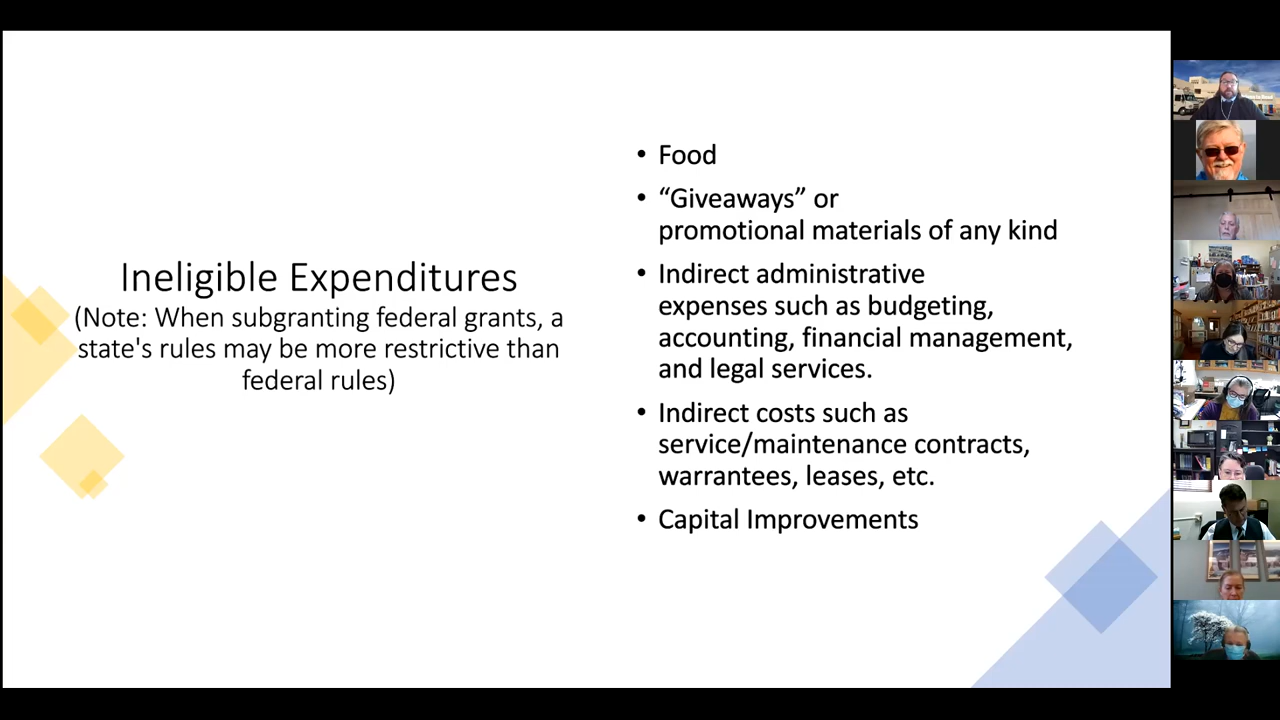 Ineligible Expenditures
(Note: When subgranting federal grants, a
state's rules may be more restrictive than
federal rules)
• Food
• “Giveaways” or
promotional materials of any kind
• Indirect administrative
expenses such as budgeting,
accounting, financial management,
and legal services.
• Indirect costs such as
service/maintenance contracts,
warrantees, leases, etc.
• Capital Improvements